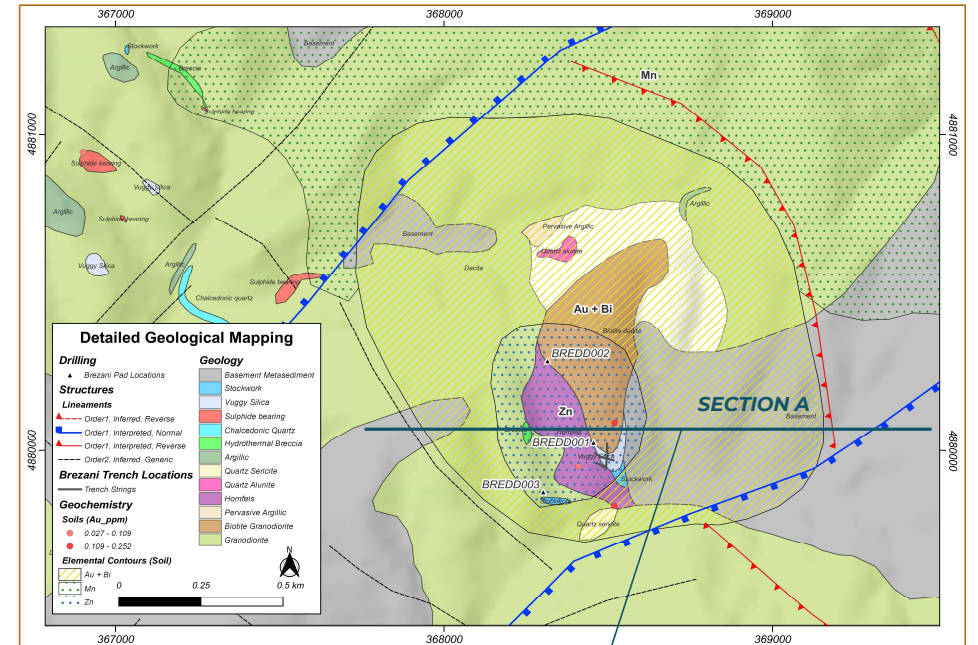 367000
368000
369000
4881000
4881000
4880000
4880000
Stockwork
Argillic
Breccia
Basement
Mn
Sulphide bearing
Sulphide bearing
Vuggy Silica
Argillic
Sulphide bearing
Argillic
Pervasive Argillic
Basement
Quartz alunite
Vuggy Silica
Argillic
Dacite
Sulphide bearing
Chalcedonic quartz
Au + Bi
Biotite dacite
BREDD002
SECTION A
Zn
Basement
BREDD001
Vuggy Silica
Stockwork
BREDD003
Quartz sericite
Detailed Geological Mapping
Drilling
Brezani Pad Locations
Structures
Lineaments
Order1, Inferred, Reverse
Order1. Interpreted, Normal
Order1, Interpreted, Reverse
Order2, Inferred, Generic
Brezani Trench Locations
Trench Strings
Geochemistry
Soils (Au_ppm)
0.027 - 0.109
0.109 - 0.252
Elemental Contours (Soil)
Au + Bi
Mn
Zn
Geology
Basement Metasediment
Stockwork
Vuggy Silica
Sulphide bearing
Chalcedonic Quartz
Hydrothermal Breccia
Argillic
Quartz Sericite
Quartz Alunite
Hornfels
Pervasive Argillic
Biotite Granodiorite
Granodiorite
N
0
0.25
0.5 km
367000
368000
369000